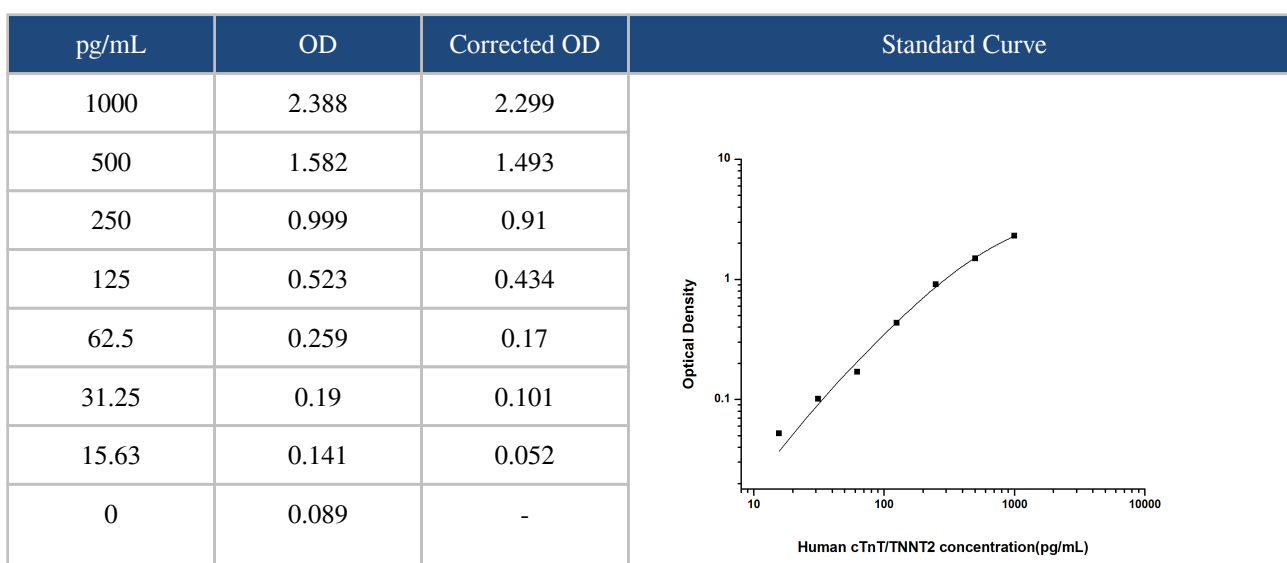 pg/mL OD Corrected OD Standard Curve
1000 2.388 2.299
500 1.582 1.493
250 0.999 0.91
125 0.523 0.434
62.5 0.259 0.17
31.25 0.19 0.101
15.63 0.141 0.052
0 0.089 -
10
1
0.1
Optical Density
10 100 1000 10000
Human cTnT/TNNT2 concentration(pg/mL)